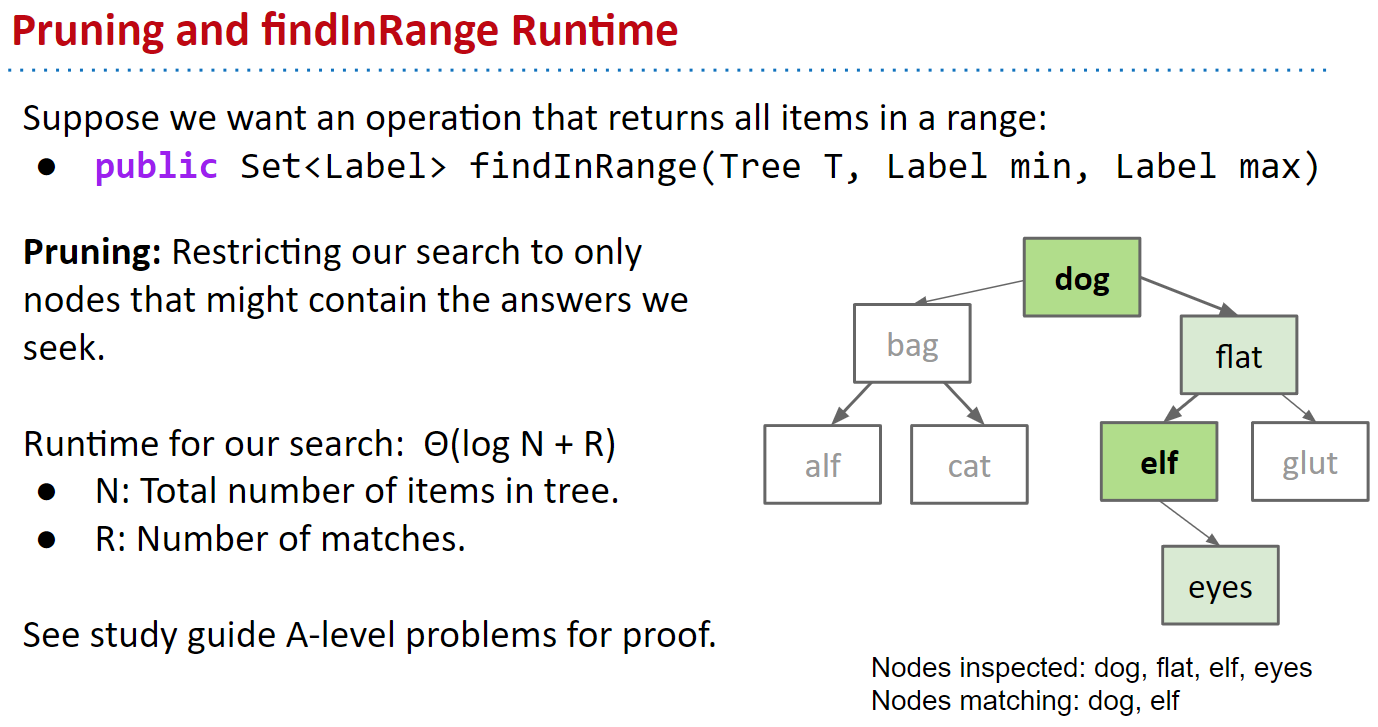 Pruning and findInRange Runtime
Suppose we want an operation that returns all items in a range:
● public Set<Label> findInRange(Tree T, Label min, Label max)
Pruning: Restricting our search to only
nodes that might contain the answers we
seek.
Runtime for our search: Θ(log N + R)
● N: Total number of items in tree.
● R: Number of matches.
See study guide A-level problems for proof.
dog
bag
flat
alf
cat
elf
glut
eyes
Nodes inspected: dog, flat, elf, eyes
Nodes matching: dog, elf